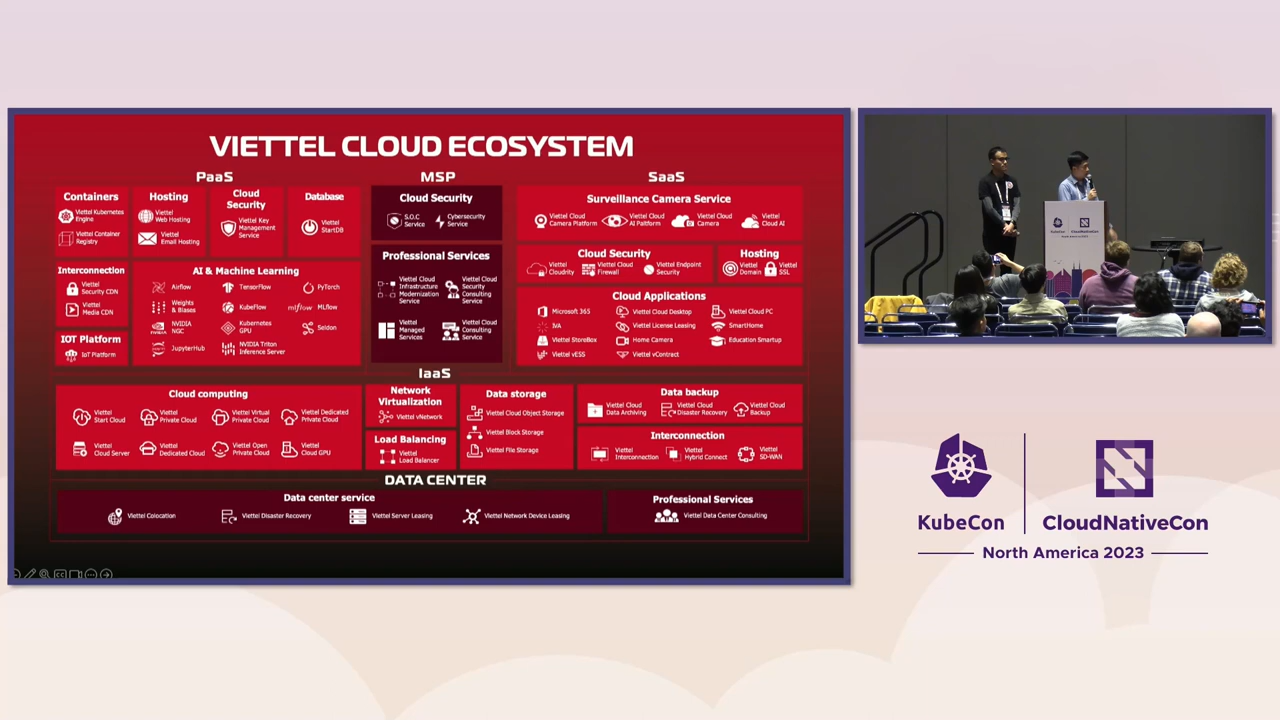 VIETTEL CLOUD ECOSYSTEM
PaaS
MSP
SaaS
Containers
Viettel Kubernetes
Engine
Viettel Container
Registry
Hosting
Viettel
Web Hosting
Viettel
Email Hosting
Cloud
Security
Viettel Key
Management
Service
Database
Viettel
StartDB
Interconnection
Viettel
Security CDN
Viettel
Media CDN
IOT Platform
IoT Platform
AI & Machine Learning
Airflow
TensorFlow
PyTorch
Weights
& Biases
KubeFlow
mlflow MLflow
NVIDIA
NGC
Kubernetes
GPU
Seldon
JupyterHub
NVIDIA Triton
Inference Server
Cloud Security
S.O.C
Service
Cybersecurity
Service
Professional Services
Viettel Cloud
Infrastructure
Modernization
Service
Viettel Cloud
Security
Consulting
Service
Viettel
Managed
Services
Viettel Cloud
Consulting
Service
Surveillance Camera Service
Viettel Cloud
Camera Platform
Viettel Cloud
AI Paltform
Viettel Cloud
Camera
Viettel
Cloud AI
Cloud Security
Viettel
Cloudrity
Viettel Cloud
Firewall
Viettel Endpoint
Security
Hosting
Viettel
Domain
Viettel
SSL
Cloud Applications
Microsoft 365
Viettel Cloud Desktop
Viettel Cloud PC
IVA
Viettel License Leasing
SmartHome
Viettel StoreBox
Home Camera
Education Smartup
Viettel vESS
Viettel vContract
IaaS
Cloud computing
Viettel
Start Cloud
Viettel
Private Cloud
Viettel Virtual
Private Cloud
Viettel Dedicated
Private Cloud
Viettel
Cloud Server
Viettel
Dedicated Cloud
Viettel Open
Private Cloud
Viettel
Cloud GPU
Network
Virtualization
Viettel vNetwork
Load Balancing
Viettel
Load Balancer
Data storage
Viettel Cloud Object Storage
Viettel Block Storage
Viettel File Storage
Data backup
Viettel Cloud
Data Archiving
Viettel Cloud
Disaster Recovery
Viettel Cloud
Backup
Interconnection
Viettel
Interconnection
Viettel
Hybrid Connect
Viettel
SD-WAN
DATA CENTER
Data center service
Viettel Colocation
Viettel Disaster Recovery
Viettel Server Leasing
Viettel Network Device Leasing
Professional Services
Viettel Data Center Consulting
KubeCon
CloudNativeCon
North America 2023
KubeCon
CloudNativeCon
North America 2023